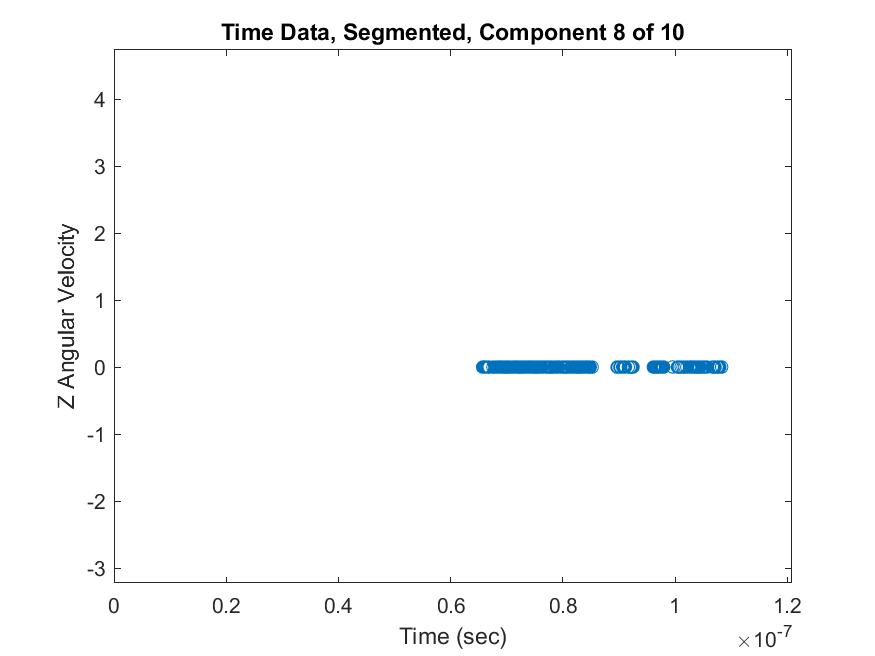 Time Data, Segmented, Component 8 of 10
4
3
2
1
0
-1
-2
-3
Z Angular Velocity
0 0.2 0.4 0.6 0.8 1 1.2
Time (sec)
×10-7